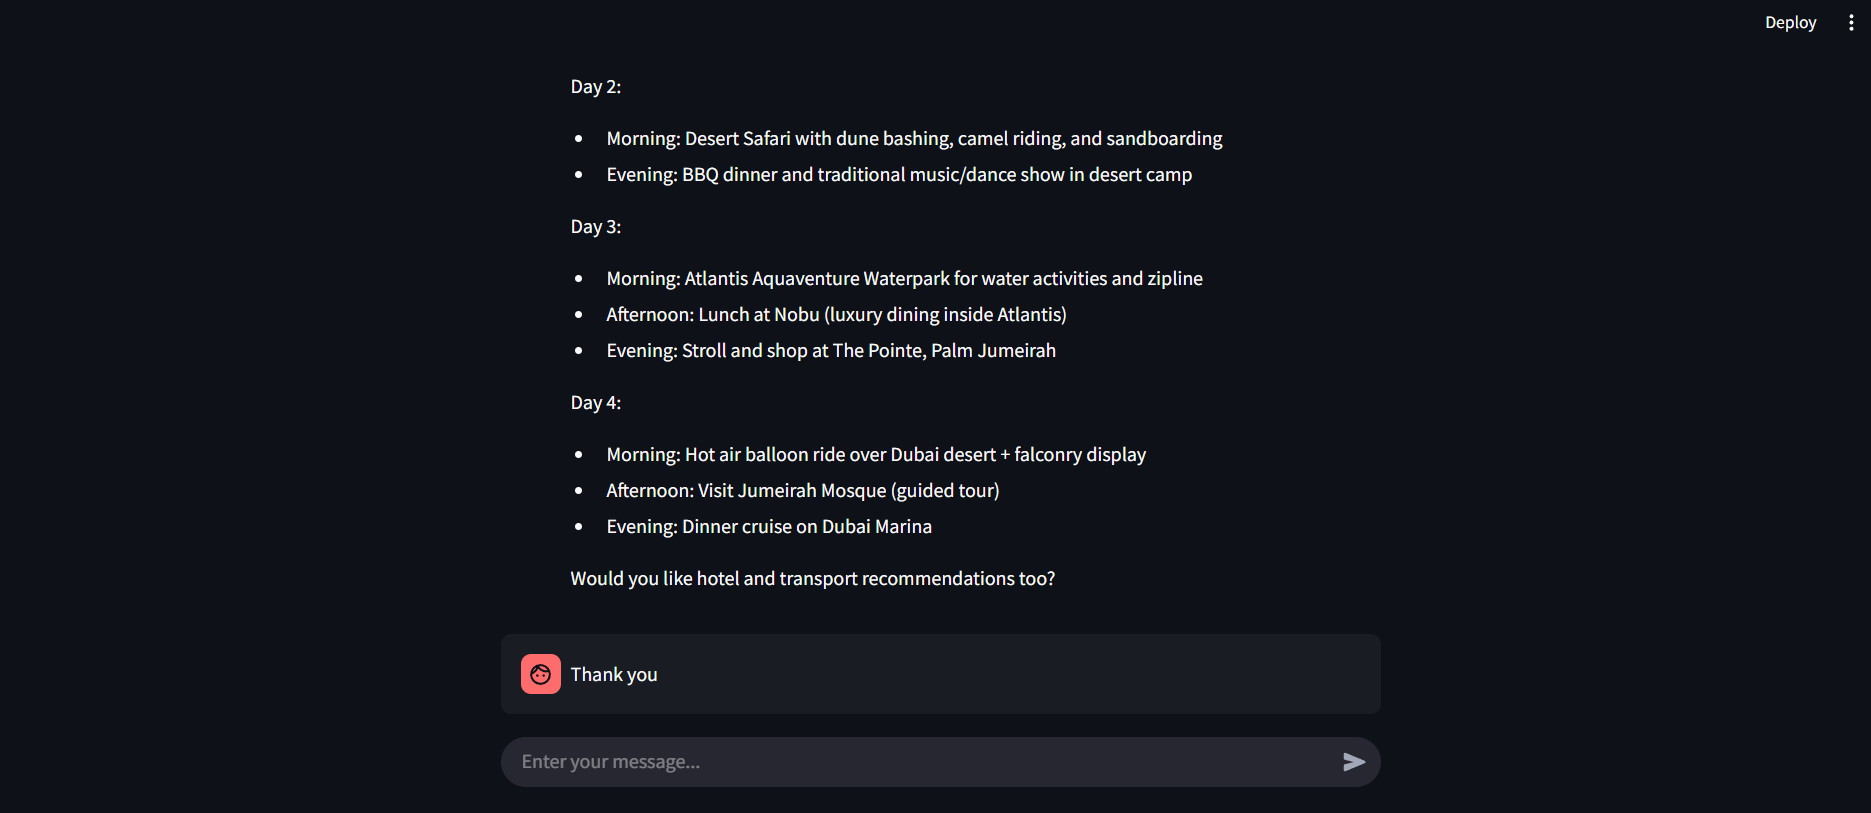 Deploy
Day 2:
Morning: Desert Safari with dune bashing, camel riding, and sandboarding
Evening: BBQ dinner and traditional music/dance show in desert camp
Day 3:
Morning: Atlantis Aquaventure Waterpark for water activities and zipline
Afternoon: Lunch at Nobu (luxury dining inside Atlantis)
Evening: Stroll and shop at The Pointe, Palm Jumeirah
Day 4:
Morning: Hot air balloon ride over Dubai desert + falconry display
Afternoon: Visit Jumeirah Mosque (guided tour)
Evening: Dinner cruise on Dubai Marina
Would you like hotel and transport recommendations too?
Thank you
Enter your message...